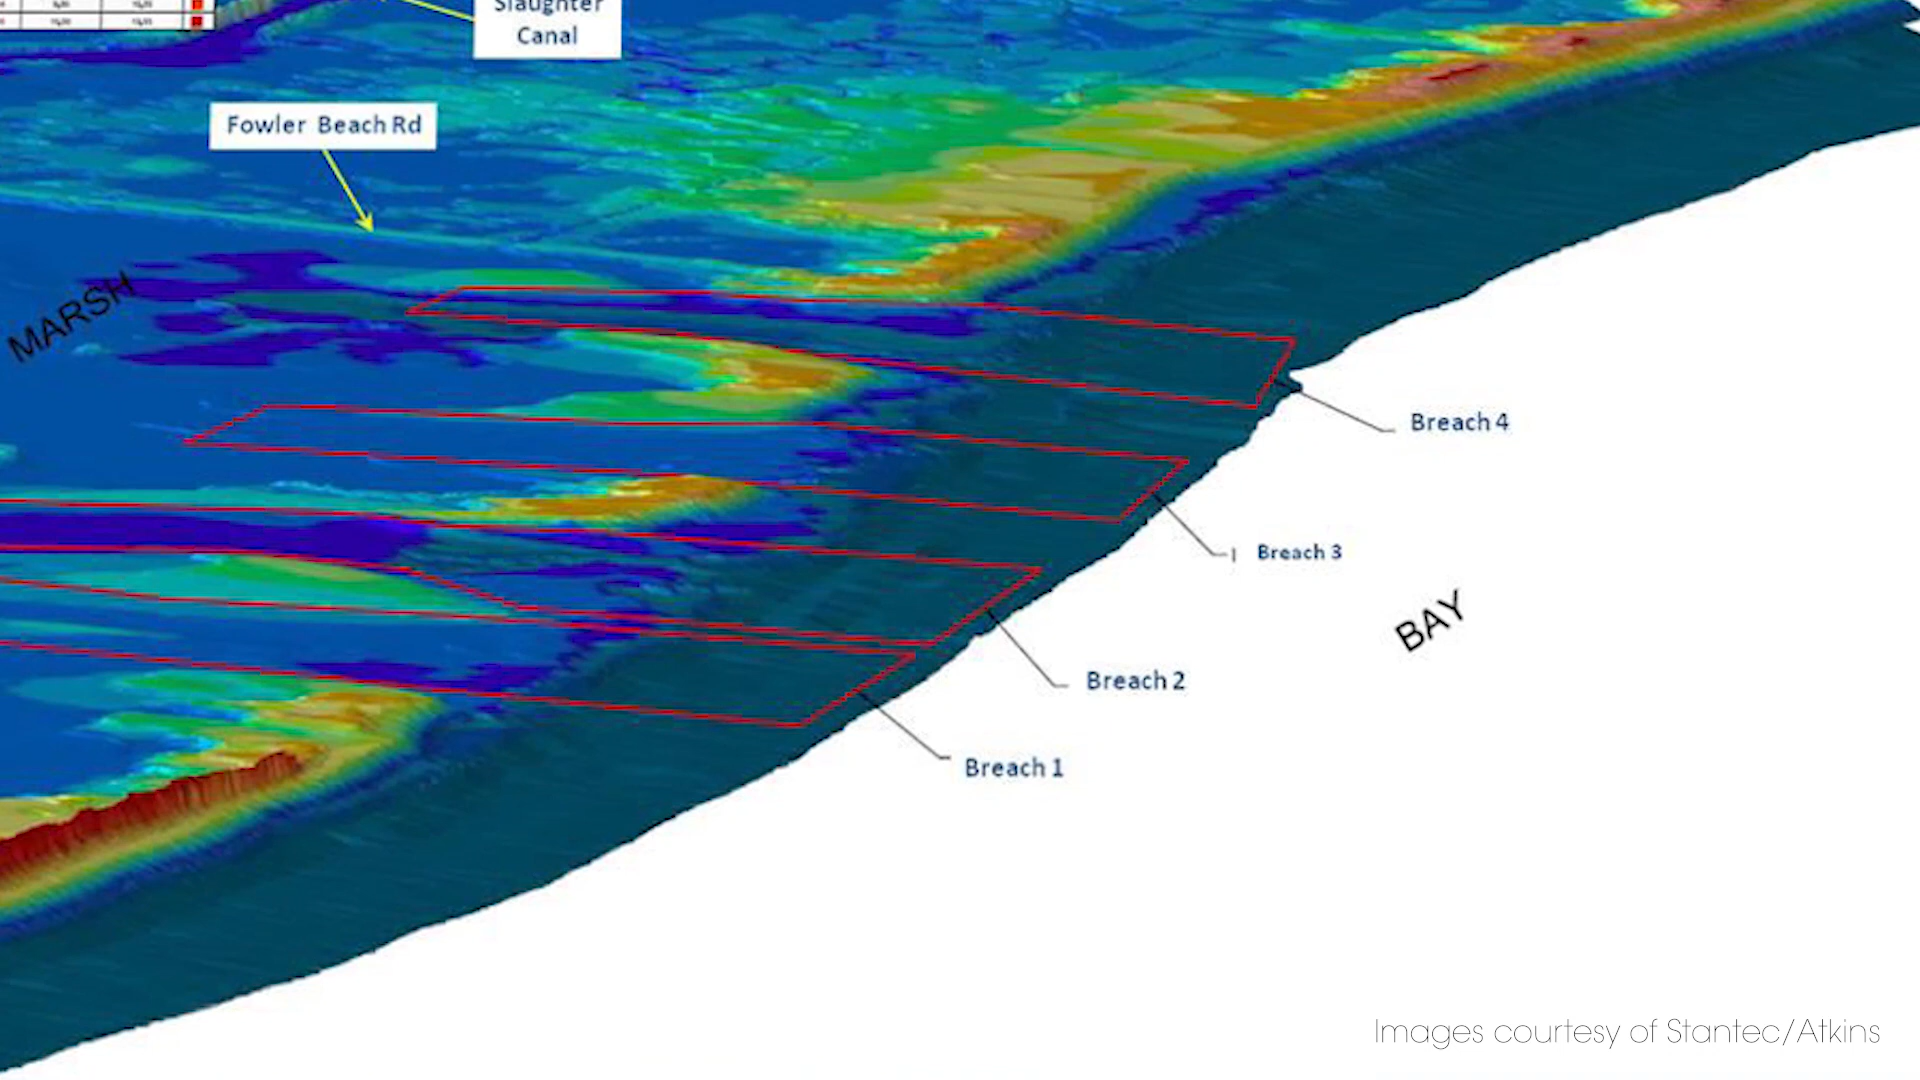 Slaughter
Canal
Fowler Beach Rd
MARSH
Breach 4
Breach 3
BAY
Breach 2
Breach 1
Images courtesy of Stantec/Atkins